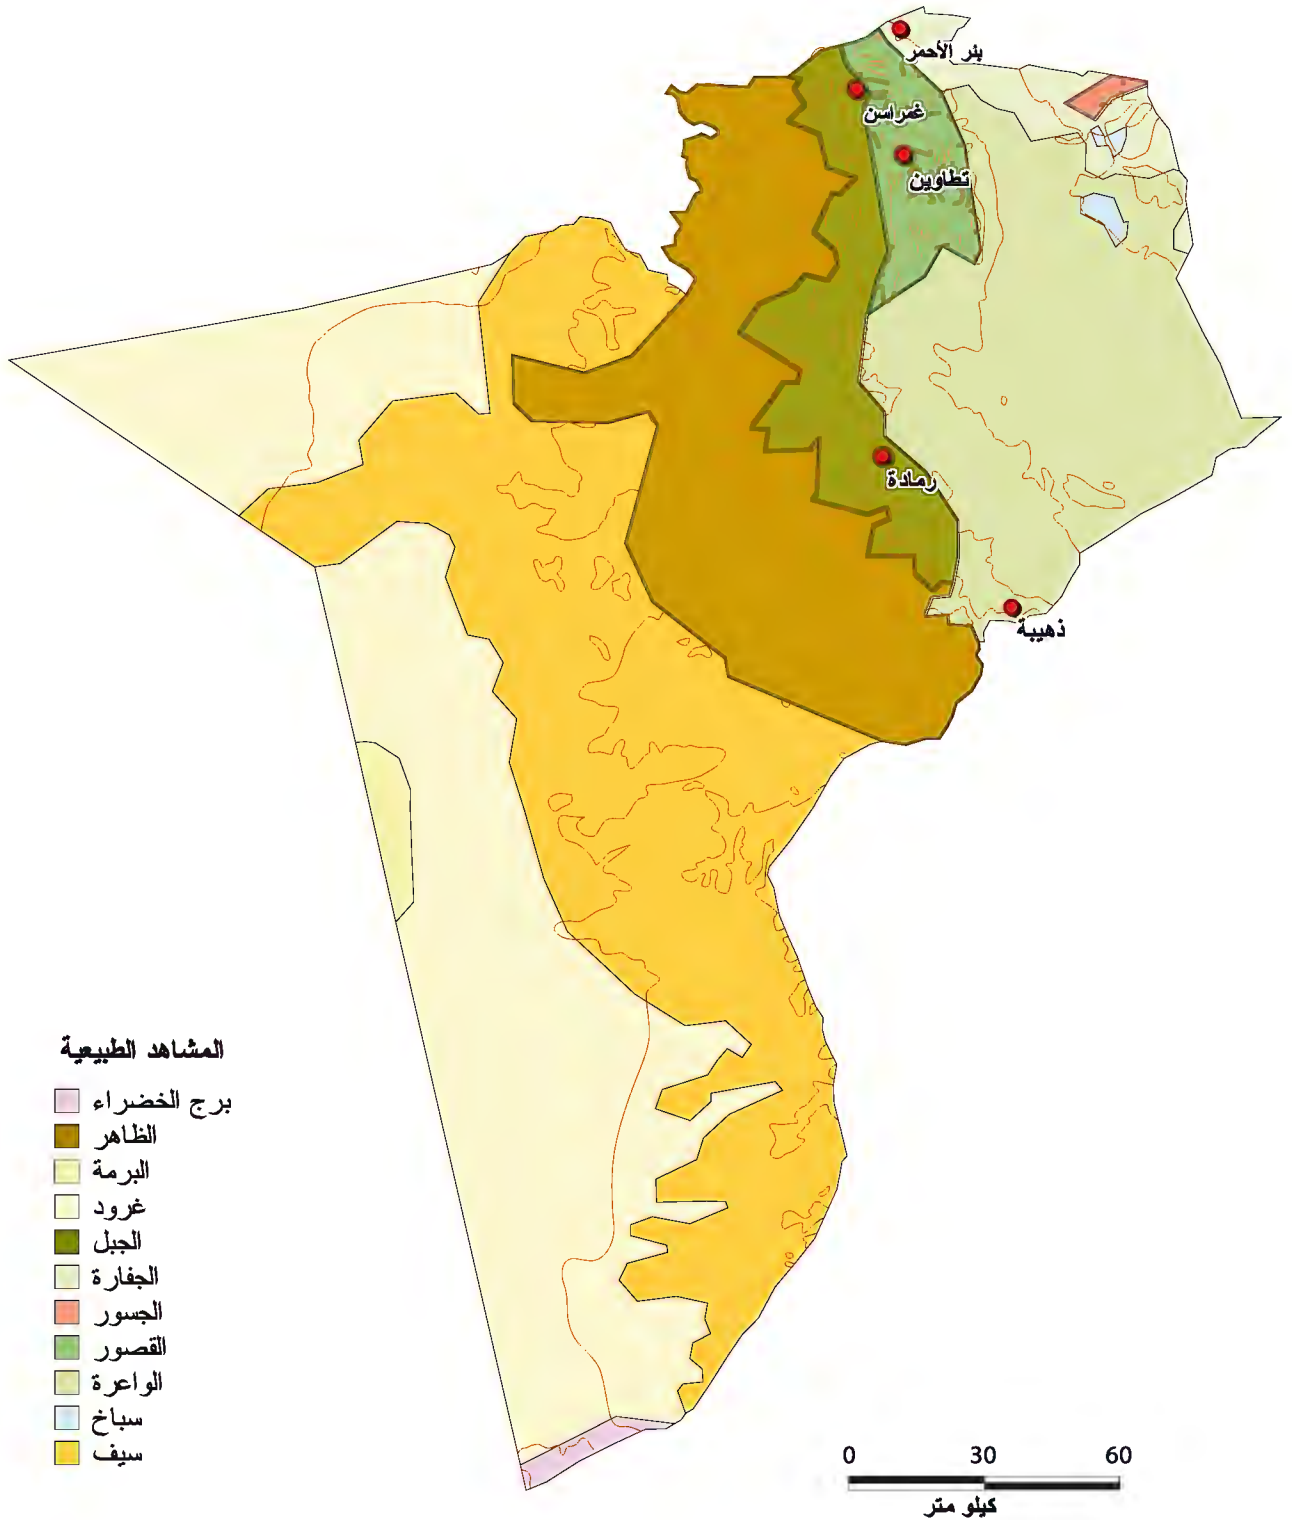 بئر الأحمر
غمراسن
تطاوين
رمادة
ذهيبة
المشاهد الطبيعية
برج الخضراء
الظاهر
البرمة
غرود
الجبل
الجفارة
الجسور
القصور
الواعرة
سباخ
سيف
0 30 60
كيلو متر